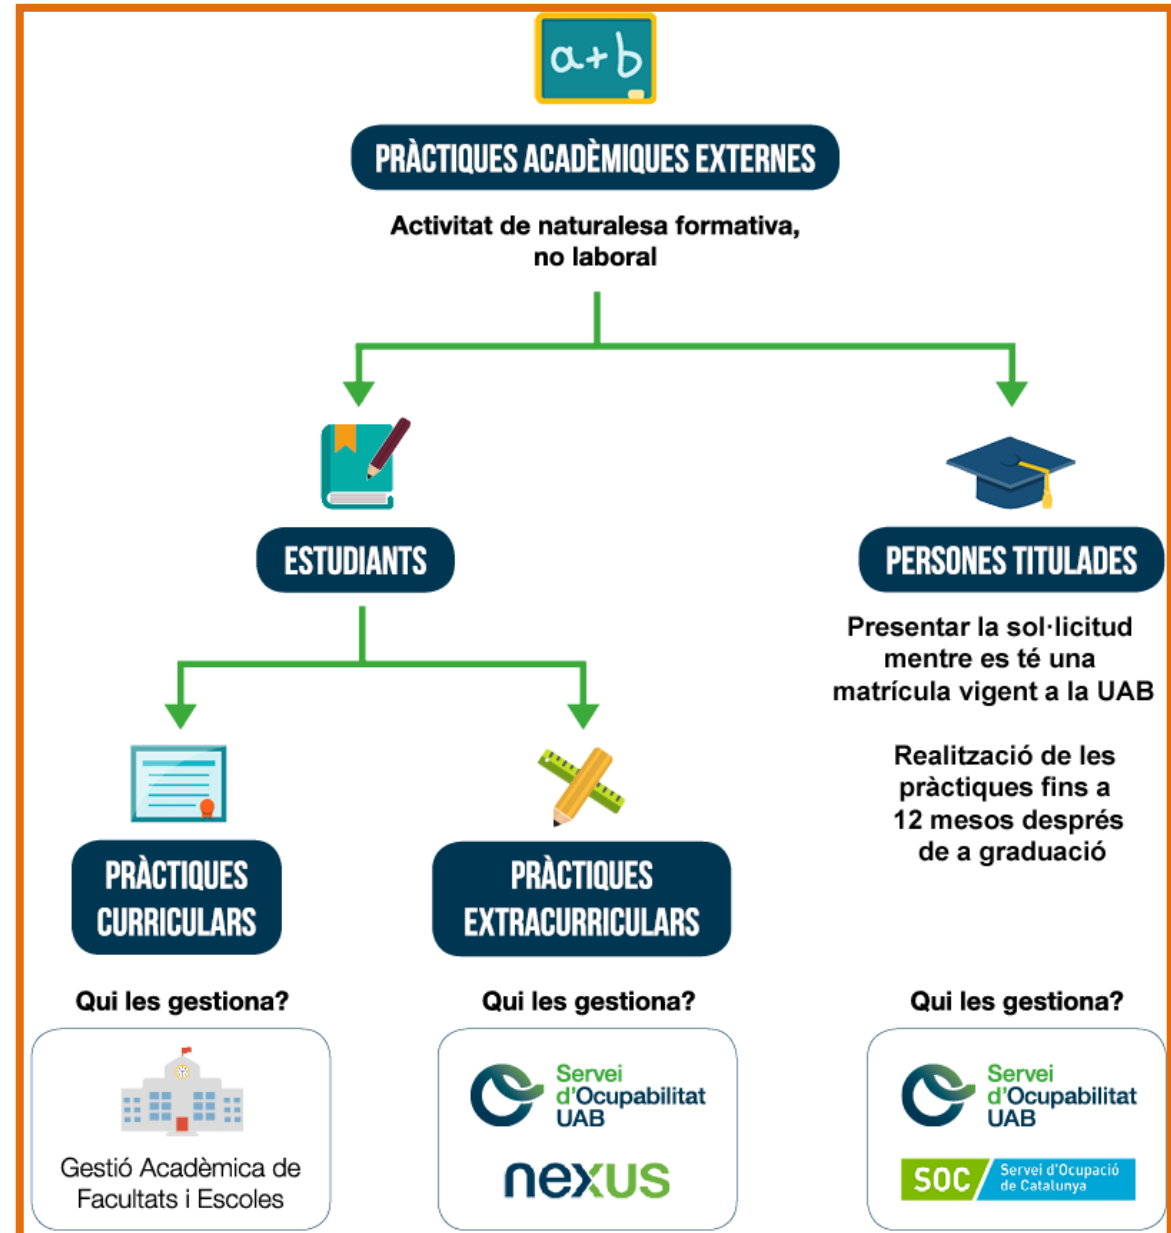 a+b
PRÀCTIQUES ACADÈMIQUES EXTERNES
Activitat de naturalesa formativa,
no laboral
ESTUDIANTS
PERSONES TITULADES
Presentar la sol·licitud
mentre es té una
matrícula vigent a la UAB
Realització de les
pràctiques fins a
12 mesos després
de a graduació
PRÀCTIQUES
CURRICULARS
PRÀCTIQUES
EXTRACURRICULARS
Qui les gestiona?
Qui les gestiona?
Qui les gestiona?
Gestió Acadèmica de
Facultats i Escoles
Servei
d'Ocupabilitat
UAB
nexus
Servei
d'Ocupabilitat
UAB
SOC
Servei d'Ocupació
de Catalunya